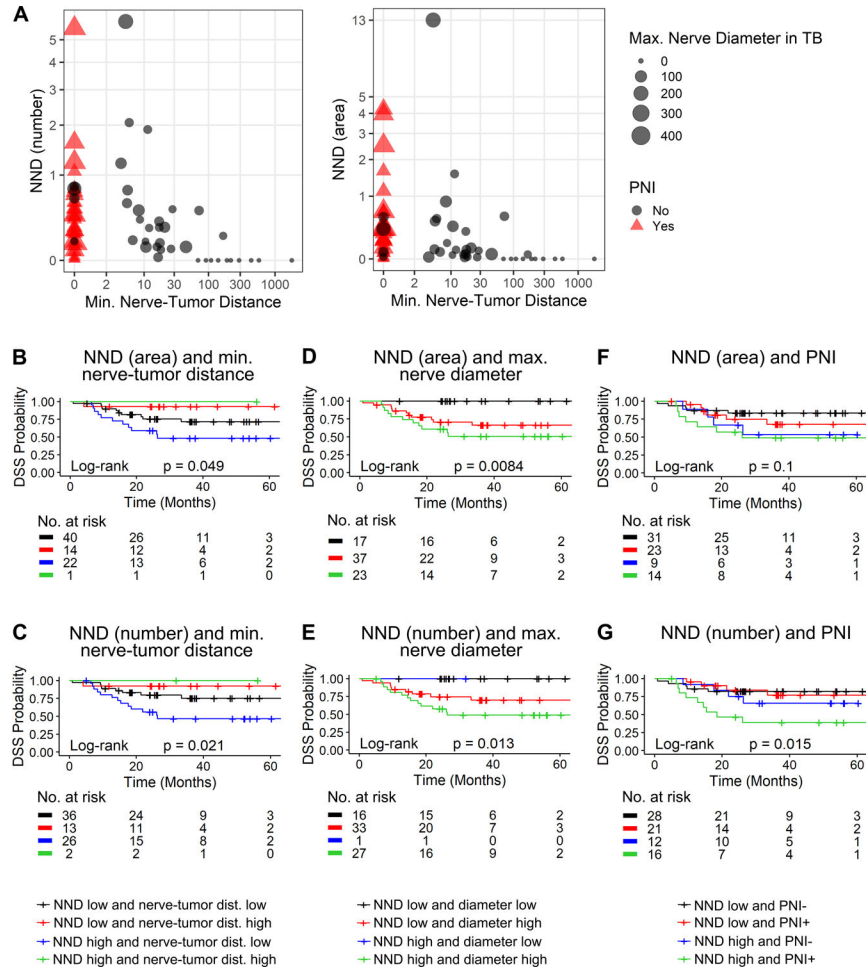 A
NND (number)
5
4
3
2
1
0
0
2
10
30
100
1000
Min. Nerve-Tumor Distance
NND (area)
13
5
4
3
2
1
0
0
10
30
100 300 1000
Min. Nerve-Tumor Distance
Max. Nerve Diameter in TB
0
100
200
300
400
PNI
No
Yes
B
NND (area) and min.
nerve-tumor distance
DSS Probability
1.00
0.75
0.50
0.25
0.00
Log-rank p = 0.049
0 20 40 60
Time (Months)
No. at risk
40 26 11 3
14 12 4 2
22 13 6 2
1 1 1 0
D
NND (area) and max.
nerve diameter
DSS Probability
1.00
0.75
0.50
0.25
0.00
Log-rank p = 0.0084
0 20 40 60
Time (Months)
No. at risk
17 16 6 2
37 22 9 3
23 14 7 2
F
NND (area) and PNI
DSS Probability
1.00
0.75
0.50
0.25
0.00
Log-rank p = 0.1
0 20 40 60
Time (Months)
No. at risk
31 25 11 3
23 13 4 2
9 6 3 1
14 8 4 1
C
NND (number) and min.
nerve-tumor distance
DSS Probability
1.00
0.75
0.50
0.25
0.00
Log-rank p = 0.021
0 20 40 60
Time (Months)
No. at risk
36 24 9 3
13 11 4 2
26 15 8 2
2 2 1 0
E
NND (number) and max.
nerve diameter
DSS Probability
1.00
0.75
0.50
0.25
0.00
Log-rank p = 0.013
0 20 40 60
Time (Months)
No. at risk
16 15 6 2
33 20 7 3
1 1 0 0
27 16 9 2
G
NND (number) and PNI
DSS Probability
1.00
0.75
0.50
0.25
0.00
Log-rank p = 0.015
0 20 40 60
Time (Months)
No. at risk
28 21 9 3
21 14 4 2
12 10 5 1
16 7 4 1
NND low and nerve-tumor dist. low
NND low and nerve-tumor dist. high
NND high and nerve-tumor dist. low
NND high and nerve-tumor dist. high
NND low and diameter low
NND low and diameter high
NND high and diameter low
NND high and diameter high
NND low and PNI-
NND low and PNI+
NND high and PNI-
NND high and PNI+